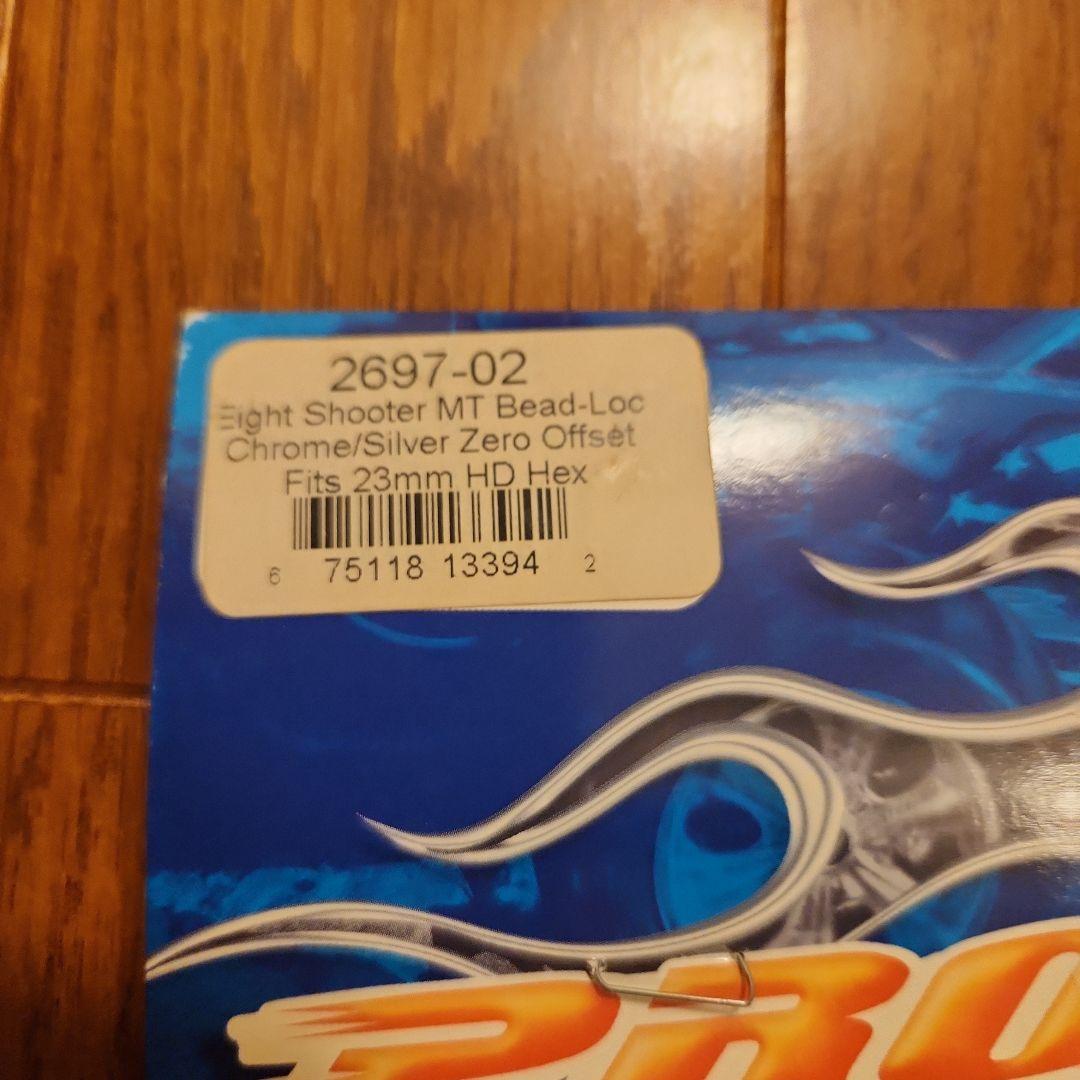 2697-02
Eight Shooter MT Bead-Loc
Chrome/Silver Zero Offset
Fits 23mm HD Hex
6 75118 13394 2
PRO